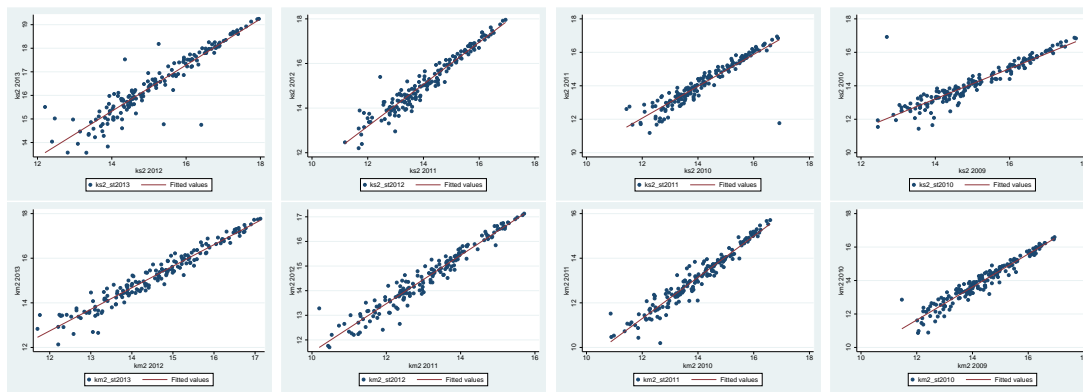 19
18
17
16
15
14
ks2 2013
12 14 16 18
ks2 2012
ks2_st2013 Fitted values
18
16
14
12
ks2 2012
10 12 14 16 18
ks2 2011
ks2_st2012 Fitted values
18
16
14
12
10
ks2 2011
10 12 14 16 18
ks2 2010
ks2_st2011 Fitted values
18
16
14
12
10
ks2 2010
12 14 16
ks2 2009
ks2_st2010 Fitted values
18
17
16
15
14
13
12
km2 2013
12 13 14 15 16 17
km2 2012
km2_st2013 Fitted values
17
16
15
14
13
12
km2 2012
10 12 14 16
km2 2011
km2_st2012 Fitted values
16
14
12
10
km2 2011
10 12 14 16 18
km2 2010
km2_st2011 Fitted values
18
16
14
12
10
km2 2010
10 12 14 16
km2 2009
km2_st2010 Fitted values